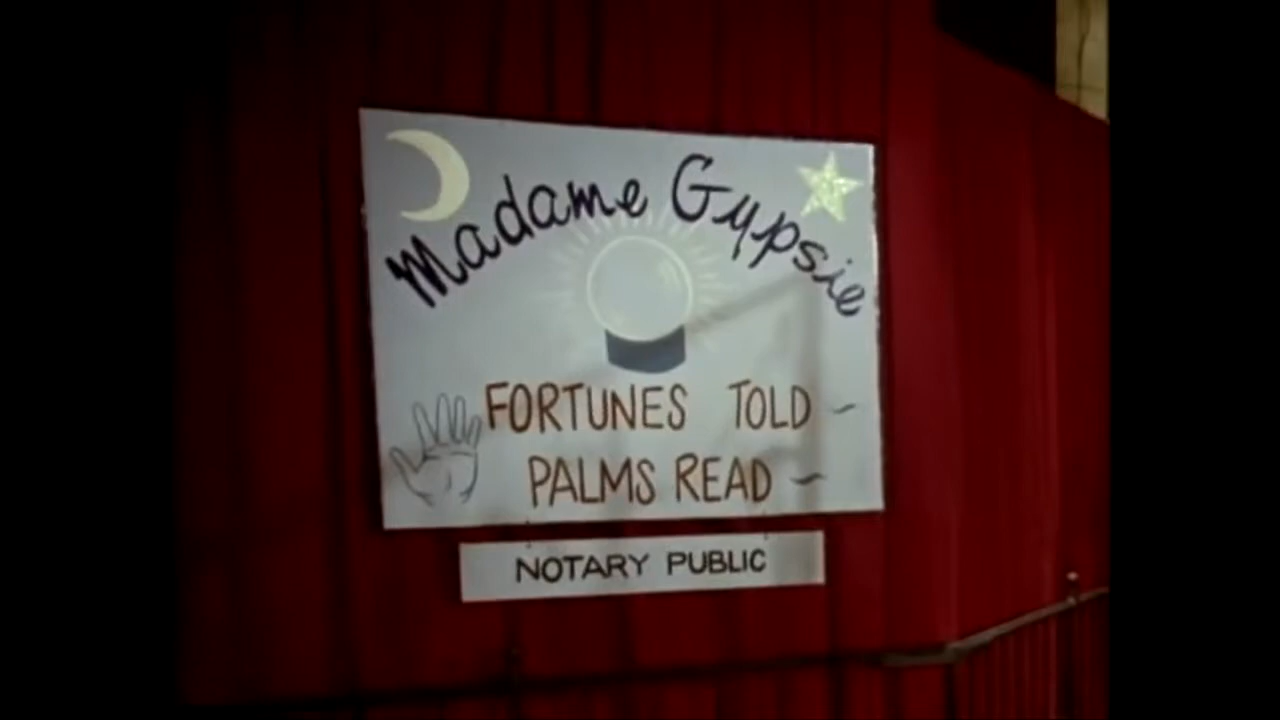 Madame Gypsie
FORTUNES TOLD ~
PALMS READ ~
NOTARY PUBLIC